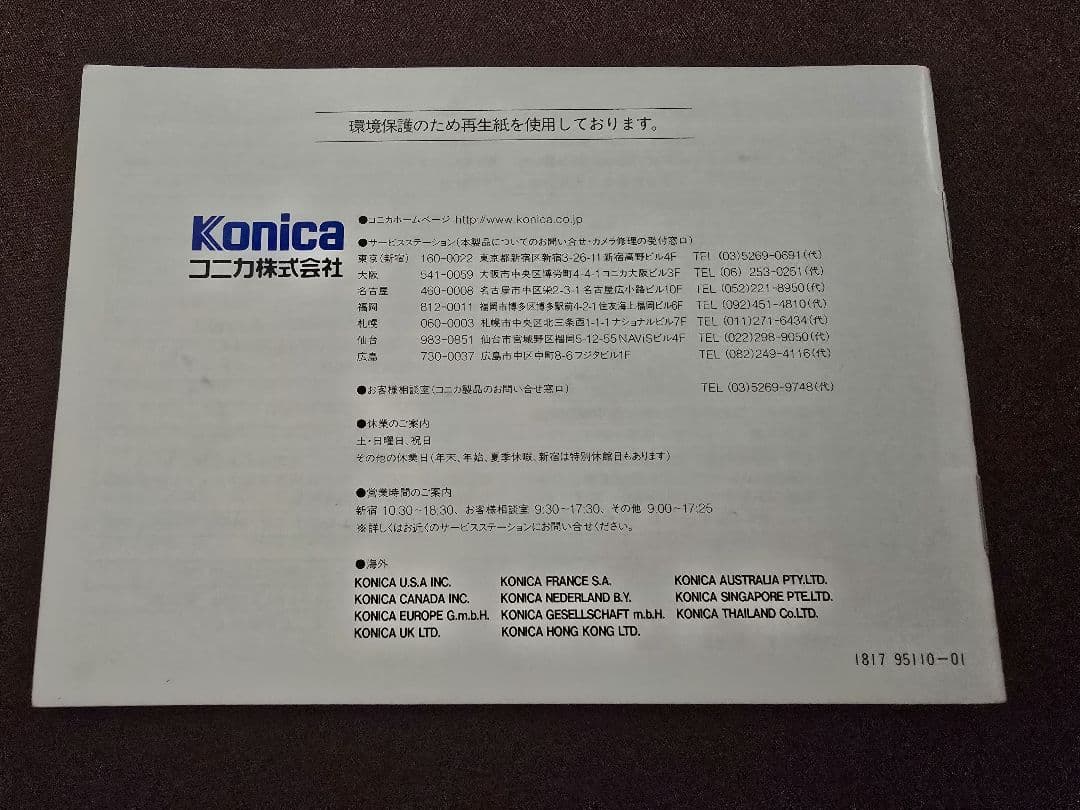 環境保護のため再生紙を使用しております。
Konica
コニカ株式会社
●コニカホームページ http://www.konica.co.jp
●サービスステーション(本製品についてのお問い合せ・カメラ修理の受付窓口)
東京(新宿) 160-0022 東京都新宿区新宿3-26-11新宿高野ビル4F TEL (03)5269-0691(代)
大阪 541-0059 大阪市中央区博労町4-4-1コニカ大阪ビル3F TEL (06) 253-0251(代)
名古屋 460-0008 名古屋市中区栄2-3-1名古屋広小路ビル10F TEL (052)221-8950(代)
福岡 812-0011 福岡市博多区博多駅前4-2-1住友海上福岡ビル6F TEL (092)451-4810(代)
札幌 060-0003 札幌市中央区北三条西1-1-1ナショナルビル7F TEL (011)271-6434(代)
仙台 983-0851 仙台市宮城野区榴岡5-12-55NAViSビル4F TEL (022)298-9050(代)
広島 730-0037 広島市中区中町8-6フジタビル1F TEL (082)249-4116(代)
●お客様相談室(コニカ製品のお問い合せ窓口) TEL (03)5269-9748(代)
●休業のご案内
土・日曜日、祝日
その他の休業日(年末、年始、夏季休暇、新宿は特別休館日もあります)
●営業時間のご案内
新宿 10:30~18:30、お客様相談室 9:30~17:30、その他 9:00~17:25
※詳しくはお近くのサービスステーションにお問い合せください。
●海外
KONICA U.S.A INC. KONICA FRANCE S.A. KONICA AUSTRALIA PTY.LTD.
KONICA CANADA INC. KONICA NEDERLAND B.Y. KONICA SINGAPORE PTE.LTD.
KONICA EUROPE G.m.b.H. KONICA GESELLSCHAFT m.b.H. KONICA THAILAND Co.LTD.
KONICA UK LTD. KONICA HONG KONG LTD.
1817 95110-01